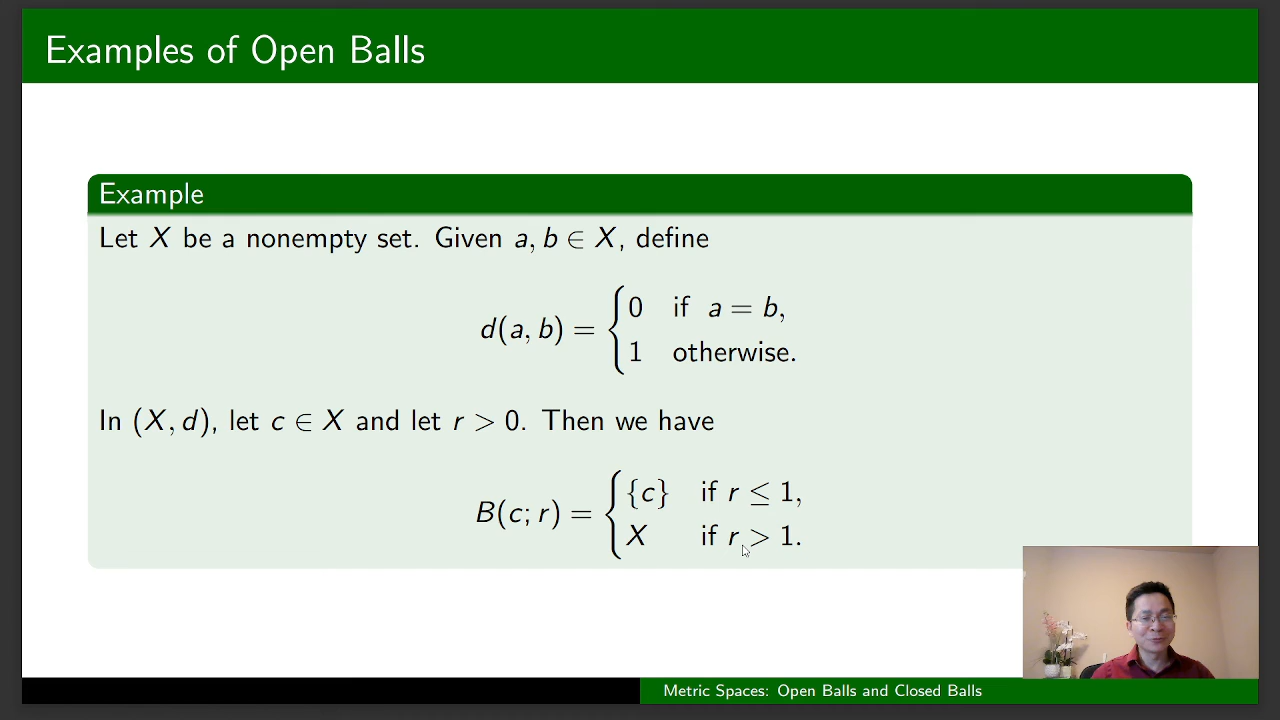 Examples of Open Balls
Example
Let X be a nonempty set. Given a, b ∈ X, define
d(a, b) = { 0 if a = b,
1 otherwise.
In (X, d), let c ∈ X and let r > 0. Then we have
B(c; r) = { {c} if r ≤ 1,
X if r > 1.
Metric Spaces: Open Balls and Closed Balls